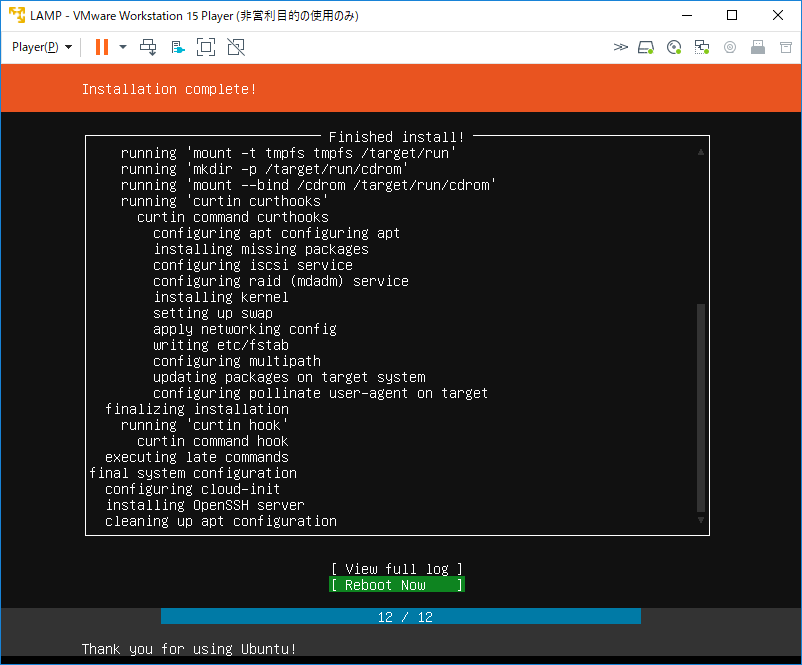 LAMP - VMware Workstation 15 Player (非営利目的の使用のみ)
Player(P)
Installation complete!
Finished install!
running 'mount -t tmpfs tmpfs /target/run'
running 'mkdir -p /target/run/cdrom'
running 'mount --bind /cdrom /target/run/cdrom'
running 'curtin curthooks'
curtin command curthooks
configuring apt configuring apt
installing missing packages
configuring iscsi service
configuring raid (mdadm) service
installing kernel
setting up swap
apply networking config
writing etc/fstab
configuring multipath
updating packages on target system
configuring pollinate user-agent on target
finalizing installation
running 'curtin hook'
curtin command hook
executing late commands
final system configuration
configuring cloud-init
installing OpenSSH server
cleaning up apt configuration
[ View full log ]
[ Reboot Now ]
12 / 12
Thank you for using Ubuntu!